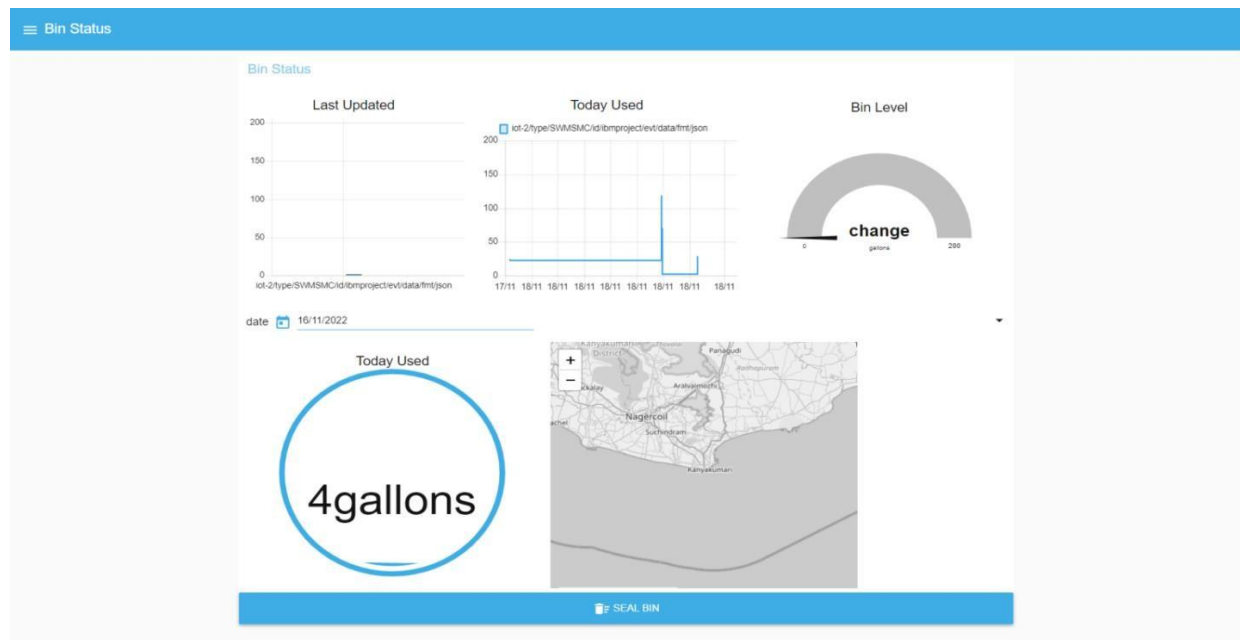 Bin Status
Bin Status
Last Updated
200
150
100
50
0
iot-2/type/SWMSMC/id/ibmproject/evt/data/fmt/json
Today Used
iot-2/type/SWMSMC/id/ibmproject/evt/data/fmt/json
200
150
100
50
0
17/11 18/11 18/11 18/11 18/11 18/11 18/11 18/11 18/11
Bin Level
change
0 gallons 200
date 16/11/2022
Today Used
4gallons
+
−
Kanyakumari
District
Panagudi
Radhapuram
Aralvaimozhi
Nagercoil
Suchindram
Kanyakumari
SEAL BIN